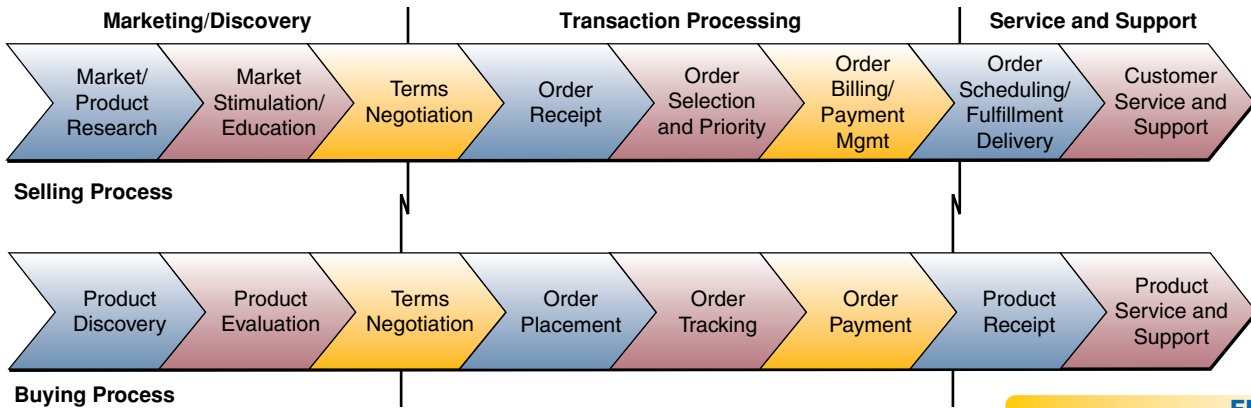 Marketing/Discovery
Transaction Processing
Service and Support
Market/
Product
Research
Market
Stimulation/
Education
Terms
Negotiation
Order
Receipt
Order
Selection
and Priority
Order
Billing/
Payment
Mgmt
Order
Scheduling/
Fulfillment
Delivery
Customer
Service and
Support
Selling Process
Product
Discovery
Product
Evaluation
Terms
Negotiation
Order
Placement
Order
Tracking
Order
Payment
Product
Receipt
Product
Service and
Support
Buying Process